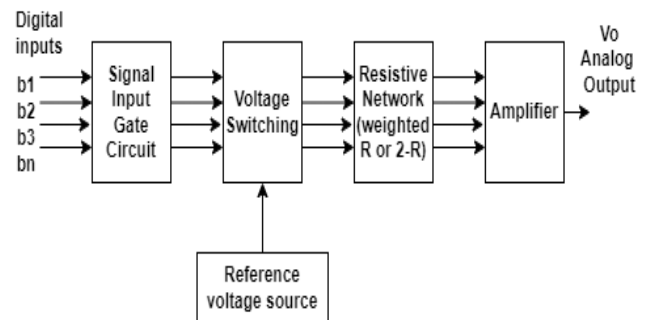 Digital
inputs
b1
b2
b3
bn
Signal
Input
Gate
Circuit
Voltage
Switching
Resistive
Network
(weighted
R or 2-R)
Amplifier
Vo
Analog
Output
Reference
voltage source